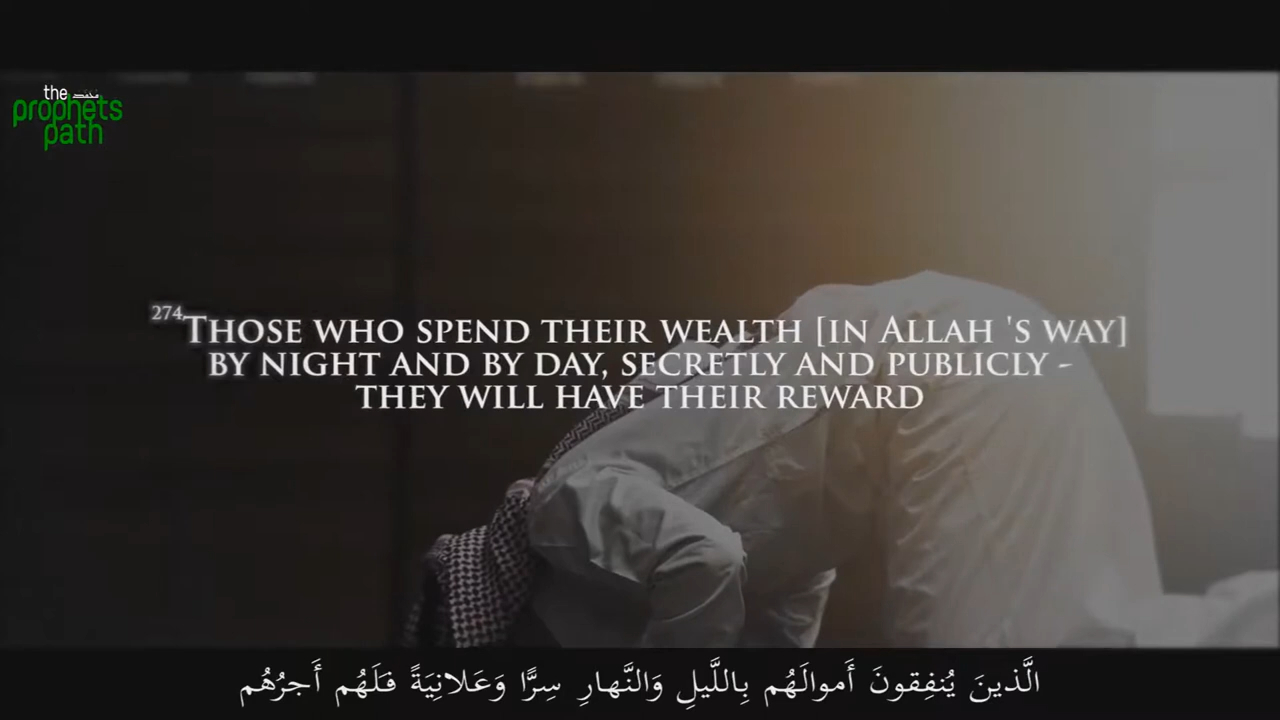 the
prophets
path
274.Those who spend their wealth [in Allah 's way]
by night and by day, secretly and publicly -
they will have their reward
الَّذينَ يُنفِقونَ أَموالَهُم بِاللَّيلِ وَالنَّهارِ سِرًّا وَعَلانِيَةً فَلَهُم أَجرُهُم